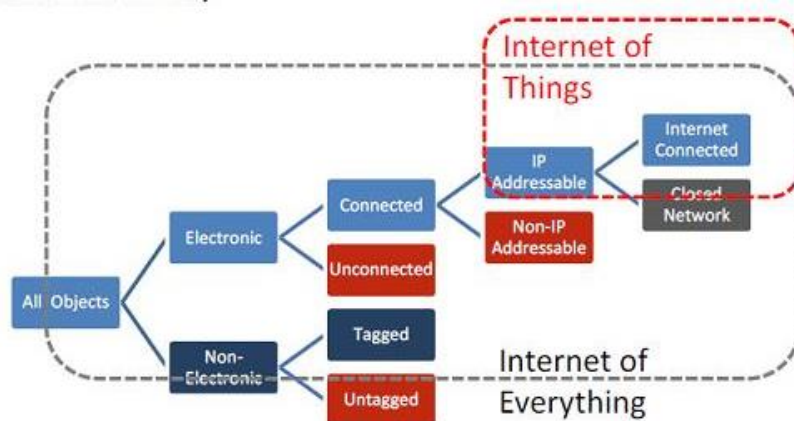 Internet of
Things
Internet
Connected
IP
Addressable
Closed
Network
Connected
Non-IP
Addressable
Electronic
Unconnected
All Objects
Tagged
Non-
Electronic
Internet of
Everything
Untagged